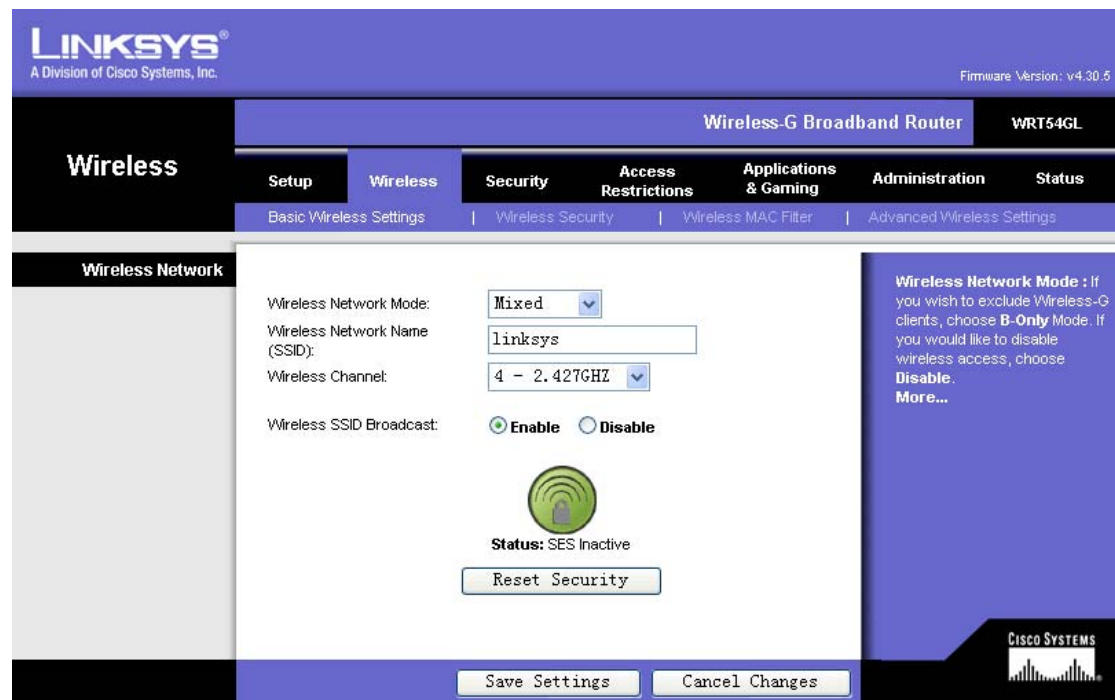 LINKSYS®
A Division of Cisco Systems, Inc.
Firmware Version: v4.30.5
Wireless-G Broadband Router WRT54GL
Wireless
Setup Wireless Security Access Restrictions Applications & Gaming Administration Status
Basic Wireless Settings | Wireless Security | Wireless MAC Filter | Advanced Wireless Settings
Wireless Network
Wireless Network Mode: Mixed
Wireless Network Name (SSID): linksys
Wireless Channel: 4 - 2.427GHZ
Wireless SSID Broadcast: Enable Disable
Status: SES Inactive
Reset Security
Wireless Network Mode : If
you wish to exclude Wireless-G
clients, choose B-Only Mode. If
you would like to disable
wireless access, choose
Disable.
More...
CISCO SYSTEMS
Save Settings Cancel Changes